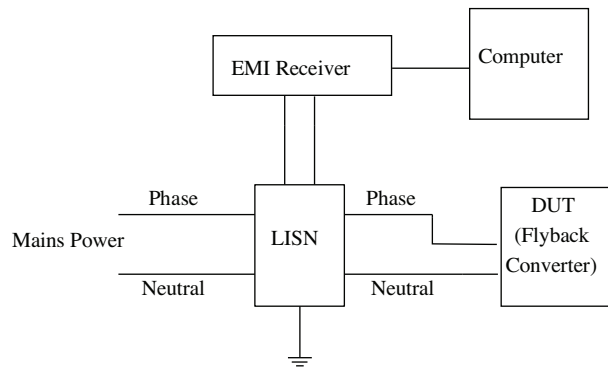 EMI Receiver
Computer
Phase
Phase
Mains Power
LISN
DUT
(Flyback
Converter)
Neutral
Neutral